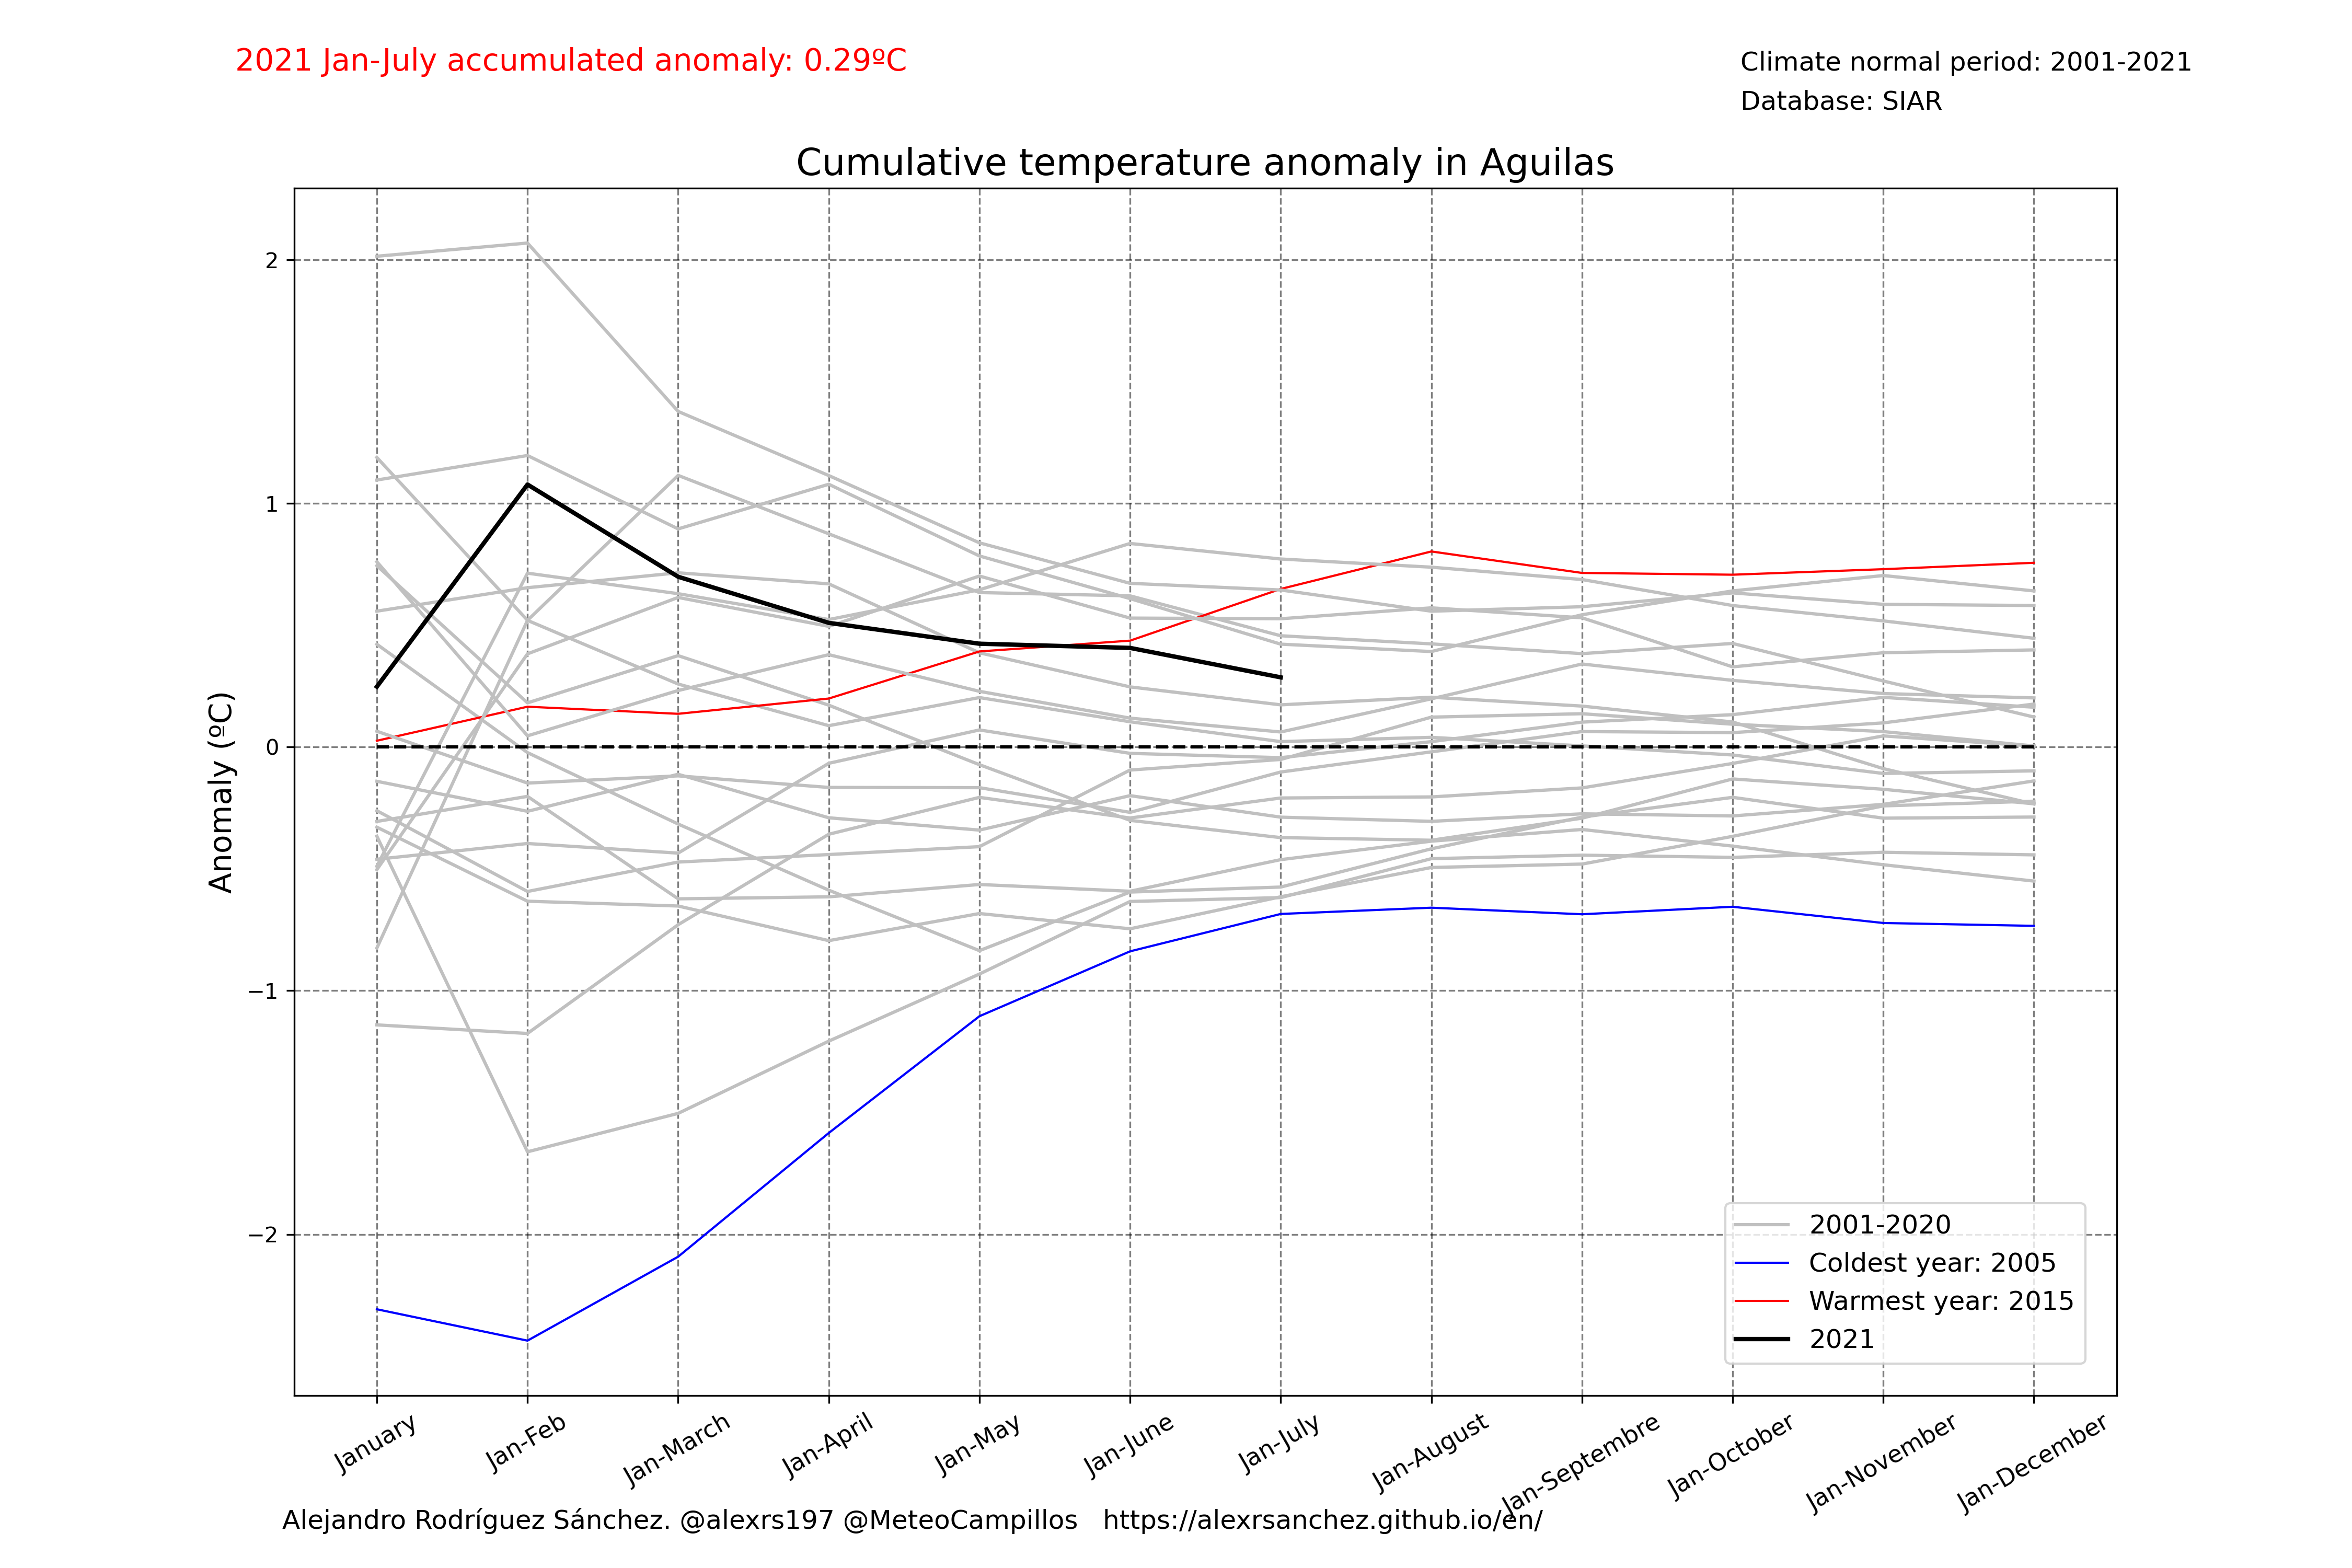 2021 Jan-July accumulated anomaly: 0.29ºC
Climate normal period: 2001-2021
Database: SIAR
Cumulative temperature anomaly in Aguilas
Anomaly (ºC)
2
1
0
−1
−2
2001-2020
Coldest year: 2005
Warmest year: 2015
2021
January
Jan-Feb
Jan-March
Jan-April
Jan-May
Jan-June
Jan-July
Jan-August
Jan-Septembre
Jan-October
Jan-November
Jan-December
Alejandro Rodríguez Sánchez. @alexrs197 @MeteoCampillos https://alexrsanchez.github.io/en/